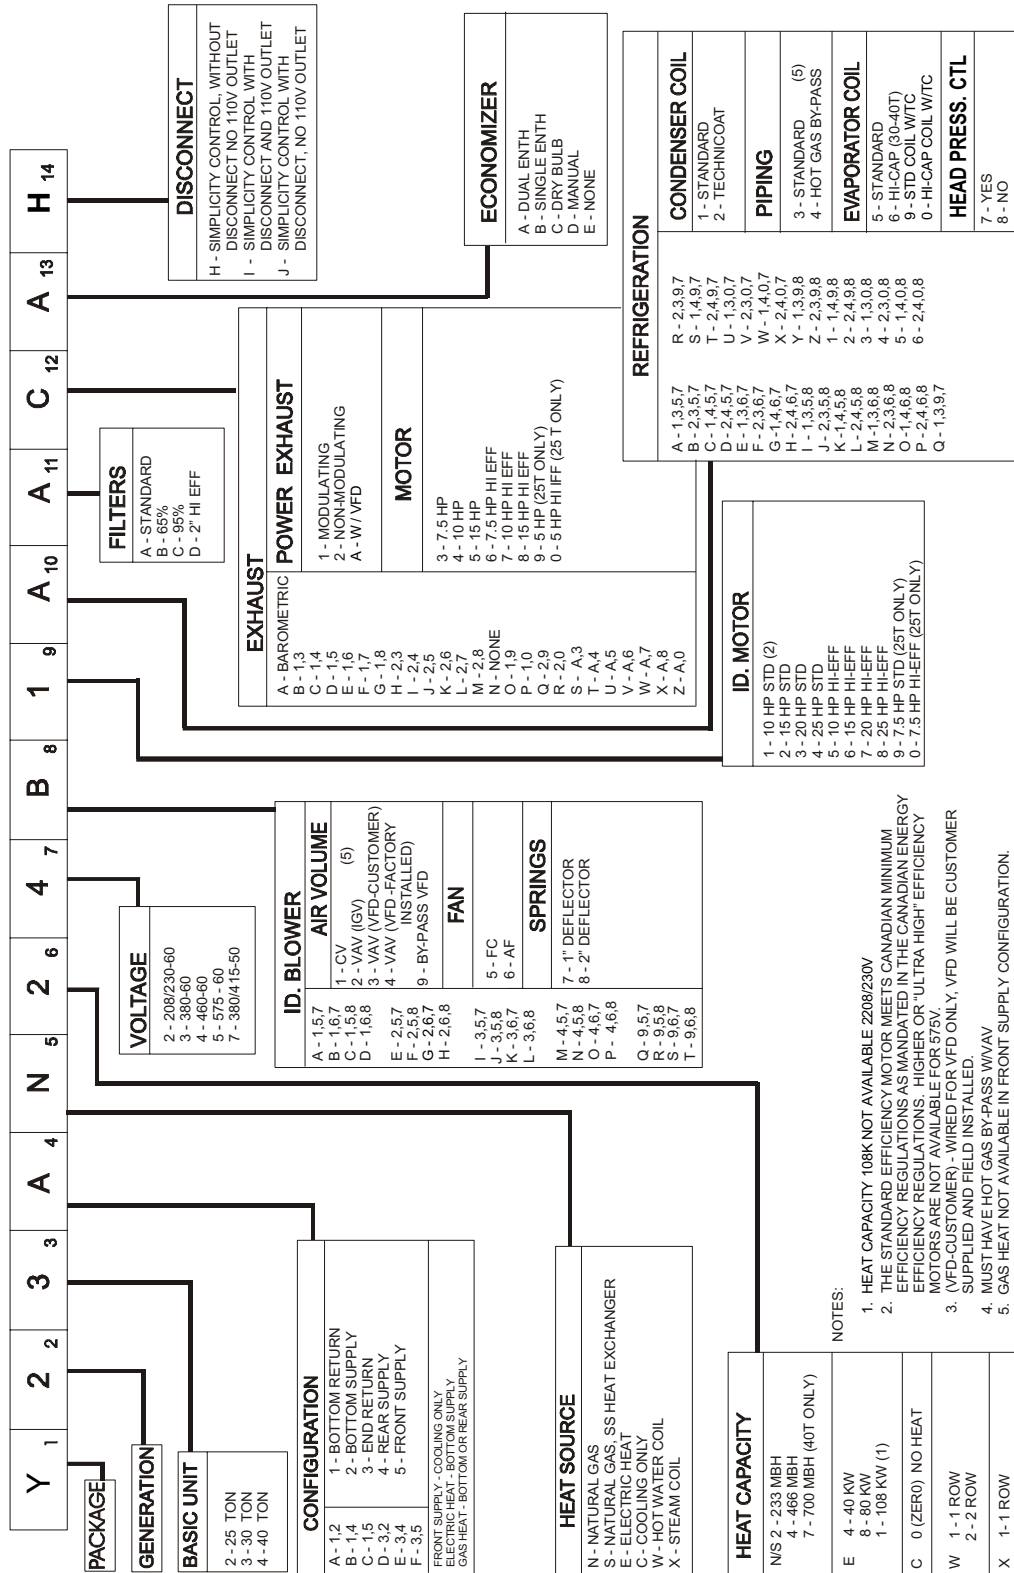 Y 1 2 2 3 3 A 4 N 5 2 6 4 7 B 8 1 9 A 10 A 11 C 12 A 13 H 14
PACKAGE
GENERATION
BASIC UNIT
2 - 25 TON
3 - 30 TON
4 - 40 TON
CONFIGURATION
A - 1,2
B - 1,4
C - 1,5
D - 3,2
E - 3,4
F - 3,5
1 - BOTTOM RETURN
2 - BOTTOM SUPPLY
3 - END RETURN
4 - REAR SUPPLY
5 - FRONT SUPPLY
FRONT SUPPLY - COOLING ONLY
ELECTRIC HEAT - BOTTOM SUPPLY
GAS HEAT - BOTTOM OR REAR SUPPLY
HEAT SOURCE
N - NATURAL GAS
S - NATURAL GAS, SS HEAT EXCHANGER
E - ELECTRIC HEAT
C - COOLING ONLY
W - HOT WATER COIL
X - STEAM COIL
HEAT CAPACITY
N/S 2 - 233 MBH
4 - 466 MBH
7 - 700 MBH (40T ONLY)
E 4 - 40 KW
8 - 80 KW
1 - 108 KW (1)
C 0 (ZER0) NO HEAT
W 1- 1 ROW
2 - 2 ROW
X 1- 1 ROW
VOLTAGE
2 - 208/230-60
3 - 380-60
4 - 460-60
5 - 575 - 60
7 - 380/415-50
ID. BLOWER
A - 1,5,7
B - 1,6,7
C - 1,5,8
D - 1,6,8
E - 2,5,7
F - 2,5,8
G - 2,6,7
H - 2,6,8
I - 3,5,7
J - 3,5,8
K - 3,6,7
L - 3,6,8
M - 4,5,7
N - 4,5,8
O - 4,6,7
P - 4,6,8
Q - 9,5,7
R - 9,5,8
S - 9,6,7
T - 9,6,8
AIR VOLUME
1 - CV
2 - VAV (IGV) (5)
3 - VAV (VFD-CUSTOMER)
4 - VAV (VFD -FACTORY
INSTALLED)
9 - BY-PASS VFD
FAN
5 - FC
6 - AF
SPRINGS
7 - 1" DEFLECTOR
8 - 2" DEFLECTOR
NOTES:
1. HEAT CAPACITY 108K NOT AVAILABLE 2208/230V
2. THE STANDARD EFFICIENCY MOTOR MEETS CANADIAN MINIMUM
EFFICIENCY REGULATIONS AS MANDATED IN THE CANADIAN ENERGY
EFFICIENCY REGULATIONS. HIGHER OR "ULTRA HIGH" EFFICIENCY
MOTORS ARE NOT AVAILABLE FOR 575V.
3. (VFD-CUSTOMER) - WIRED FOR VFD ONLY, VFD WILL BE CUSTOMER
SUPPLIED AND FIELD INSTALLED.
4. MUST HAVE HOT GAS BY-PASS W/VAV
5. GAS HEAT NOT AVAILABLE IN FRONT SUPPLY CONFIGURATION.
FILTERS
A - STANDARD
B - 65%
C - 95%
D - 2" HI EFF
EXHAUST
A - BAROMETRIC
B - 1,3
C - 1,4
D - 1,5
E - 1,6
F - 1,7
G - 1,8
H - 2,3
I - 2,4
J - 2,5
K - 2,6
L - 2,7
M - 2,8
N - NONE
O - 1,9
P - 1,0
Q - 2,9
R - 2,0
S - A,3
T - A,4
U - A,5
V - A,6
W - A,7
X - A,8
Z - A,0
POWER EXHAUST
1 - MODULATING
2 - NON-MODULATING
A - W / VFD
MOTOR
3 - 7.5 HP
4 - 10 HP
5 - 15 HP
6 - 7.5 HP HI EFF
7 - 10 HP HI EFF
8 - 15 HP HI EFF
9 - 5 HP (25T ONLY)
0 - 5 HP HI IFF (25 T ONLY)
ID. MOTOR
1 - 10 HP STD (2)
2 - 15 HP STD
3 - 20 HP STD
4 - 25 HP STD
5 - 10 HP HI-EFF
6 - 15 HP HI-EFF
7 - 20 HP HI-EFF
8 - 25 HP HI-EFF
9 - 7.5 HP STD (25T ONLY)
0 - 7.5 HP HI-EFF (25T ONLY)
DISCONNECT
H - SIMPLICITY CONTROL, WITHOUT
DISCONNECT NO 110V OUTLET
I - SIMPLICITY CONTROL WITH
DISCONNECT AND 110V OUTLET
J - SIMPLICITY CONTROL WITH
DISCONNECT, NO 110V OUTLET
ECONOMIZER
A - DUAL ENTH
B - SINGLE ENTH
C - DRY BULB
D - MANUAL
E - NONE
REFRIGERATION
A - 1,3,5,7
B - 2,3,5,7
C - 1,4,5,7
D - 2,4,5,7
E - 1,3,6,7
F - 2,3,6,7
G - 1,4,6,7
H - 2,4,6,7
I - 1,3,5,8
J - 2,3,5,8
K -1,4,5,8
L - 2,4,5,8
M -1,3,6,8
N - 2,3,6,8
O -1,4,6,8
P - 2,4,6,8
Q - 1,3,9,7
R - 2,3,9,7
S - 1,4,9,7
T - 2,4,9,7
U - 1,3,0,7
V - 2,3,0,7
W - 1,4,0,7
X - 2,4,0,7
Y - 1,3,9,8
Z - 2,3,9,8
1 - 1,4,9,8
2 - 2,4,9,8
3 - 1,3,0,8
4 - 2,3,0,8
5 - 1,4,0,8
6 - 2,4,0,8
CONDENSER COIL
1 - STANDARD
2 - TECHNICOAT
PIPING
3 - STANDARD (5)
4 - HOT GAS BY-PASS
EVAPORATOR COIL
5 - STANDARD
6 - HI-CAP (30-40T)
9 - STD COIL W/TC
0 - HI-CAP COIL W/TC
HEAD PRESS. CTL
7 - YES
8 - NO